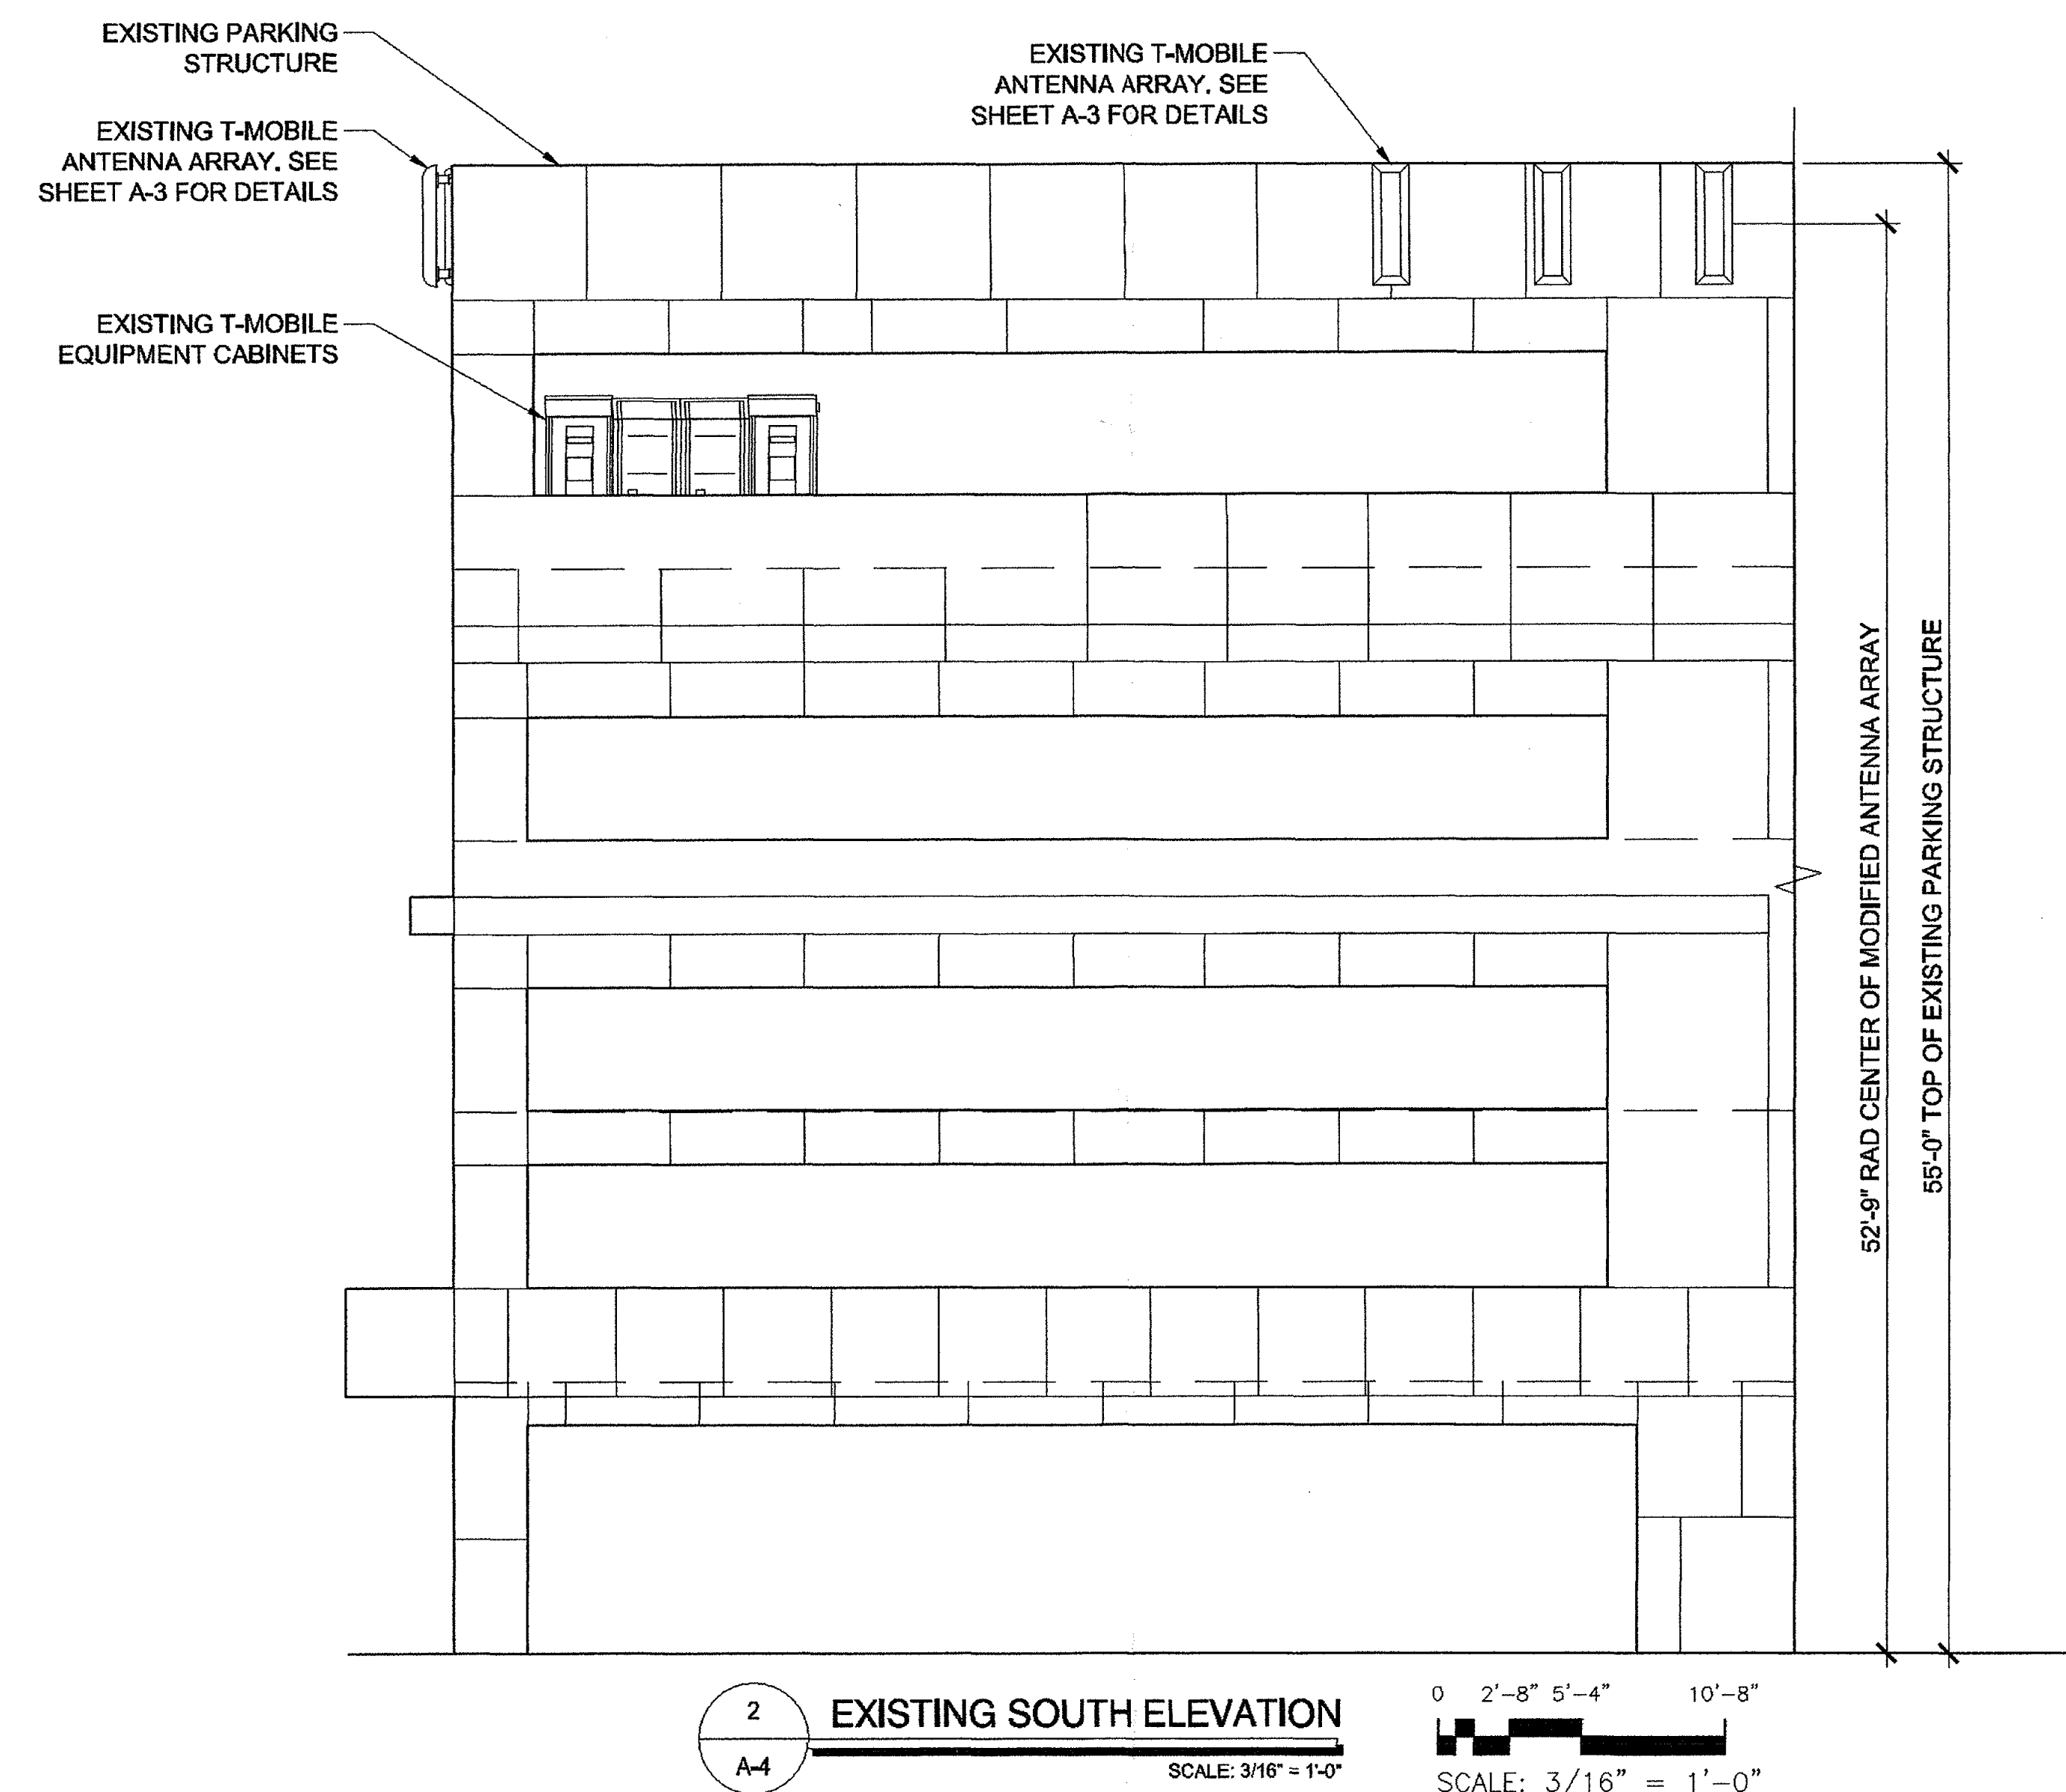 EXISTING PARKING
STRUCTURE
EXISTING T-MOBILE
ANTENNA ARRAY. SEE
SHEET A-3 FOR DETAILS
EXISTING T-MOBILE
ANTENNA ARRAY. SEE
SHEET A-3 FOR DETAILS
EXISTING T-MOBILE
EQUIPMENT CABINETS
52'-9" RAD CENTER OF MODIFIED ANTENNA ARRAY
55'-0" TOP OF EXISTING PARKING STRUCTURE
2
A-4
EXISTING SOUTH ELEVATION
SCALE: 3/16" = 1'-0"
0 2'-8" 5'-4" 10'-8"
SCALE: 3/16" = 1'-0"